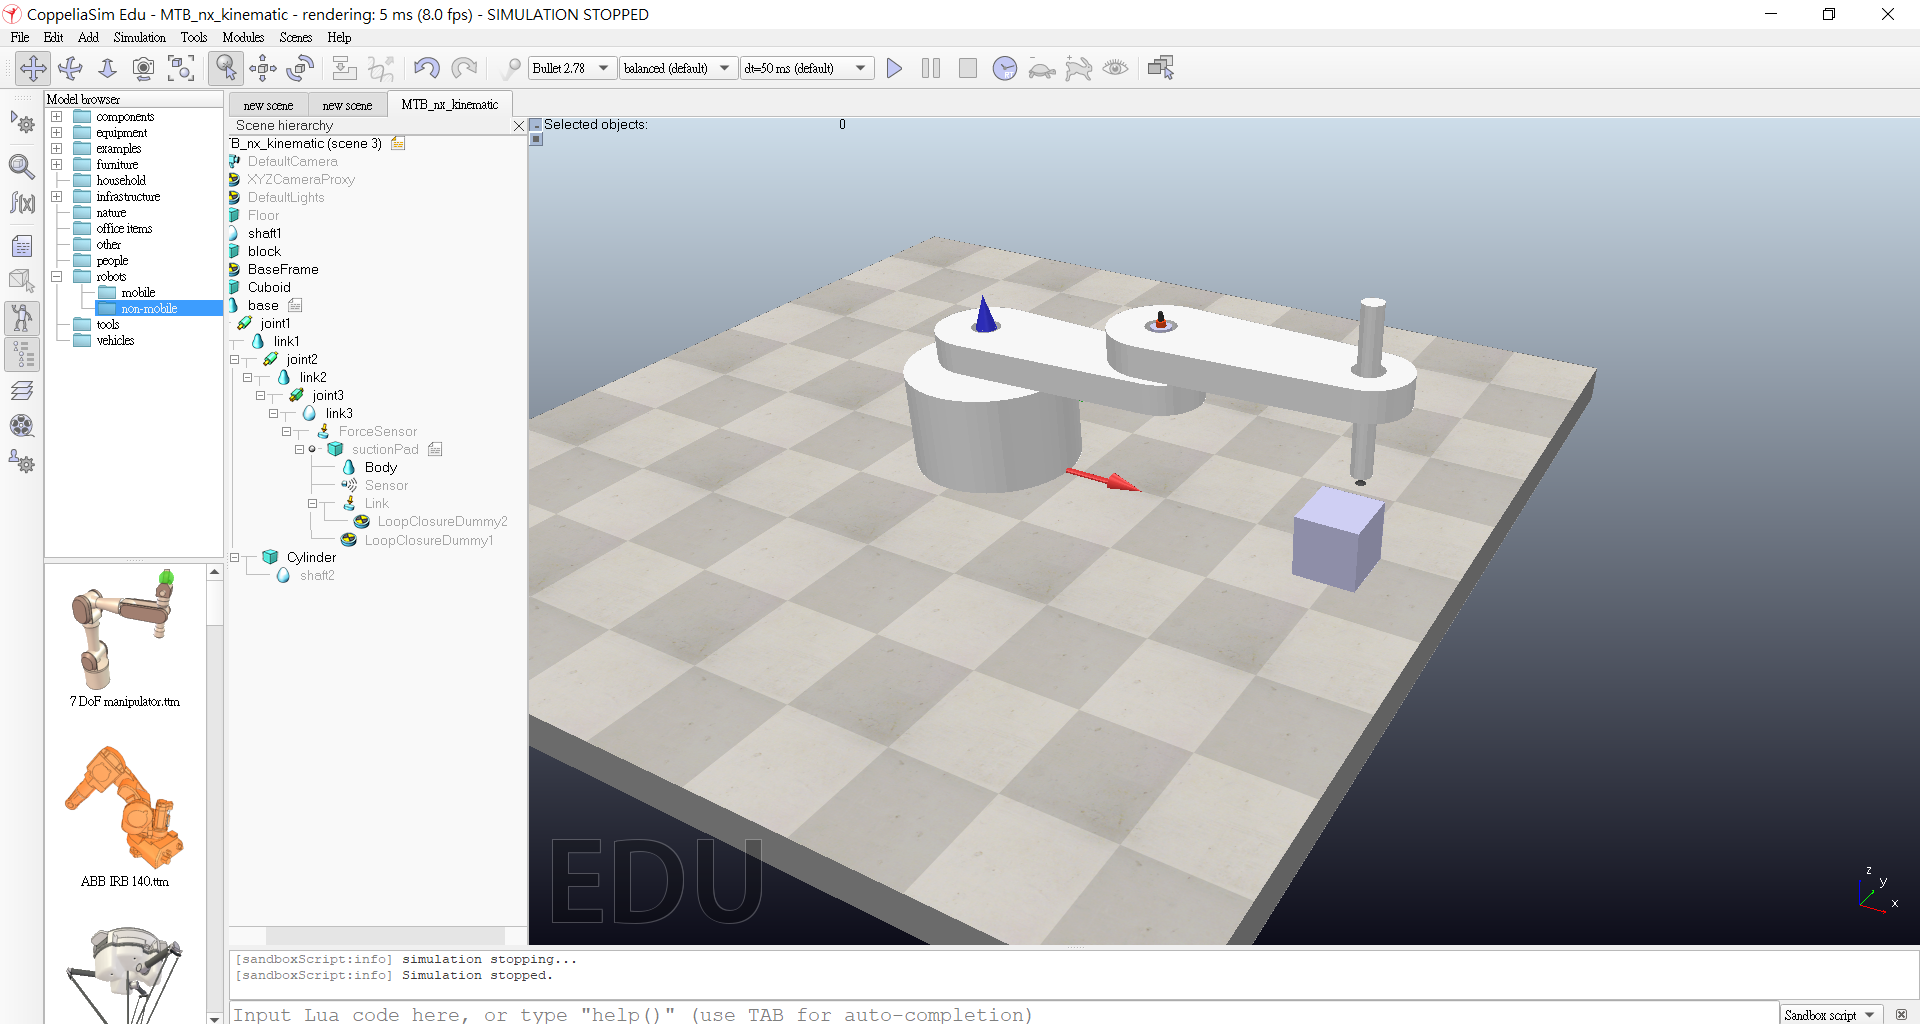 CoppeliaSim Edu - MTB_nx_kinematic - rendering: 5 ms (8.0 fps) - SIMULATION STOPPED
File Edit Add Simulation Tools Modules Scenes Help
Bullet 2.78 balanced (default) dt=50 ms (default)
Model browser
components
equipment
examples
furniture
household
infrastructure
nature
office items
other
people
robots
mobile
non-mobile
tools
vehicles
7 DoF manipulator.ttm
ABB IRB 140.ttm
new scene new scene MTB_nx_kinematic
Scene hierarchy
TB_nx_kinematic (scene 3)
DefaultCamera
XYZCameraProxy
DefaultLights
Floor
shaft1
block
BaseFrame
Cuboid
base
joint1
link1
joint2
link2
joint3
link3
ForceSensor
suctionPad
Body
Sensor
Link
LoopClosureDummy2
LoopClosureDummy1
Cylinder
shaft2
Selected objects: 0
EDU
z
y
x
[sandboxScript:info] simulation stopping...
[sandboxScript:info] Simulation stopped.
Input Lua code here, or type "help()" (use TAB for auto-completion)
Sandbox script